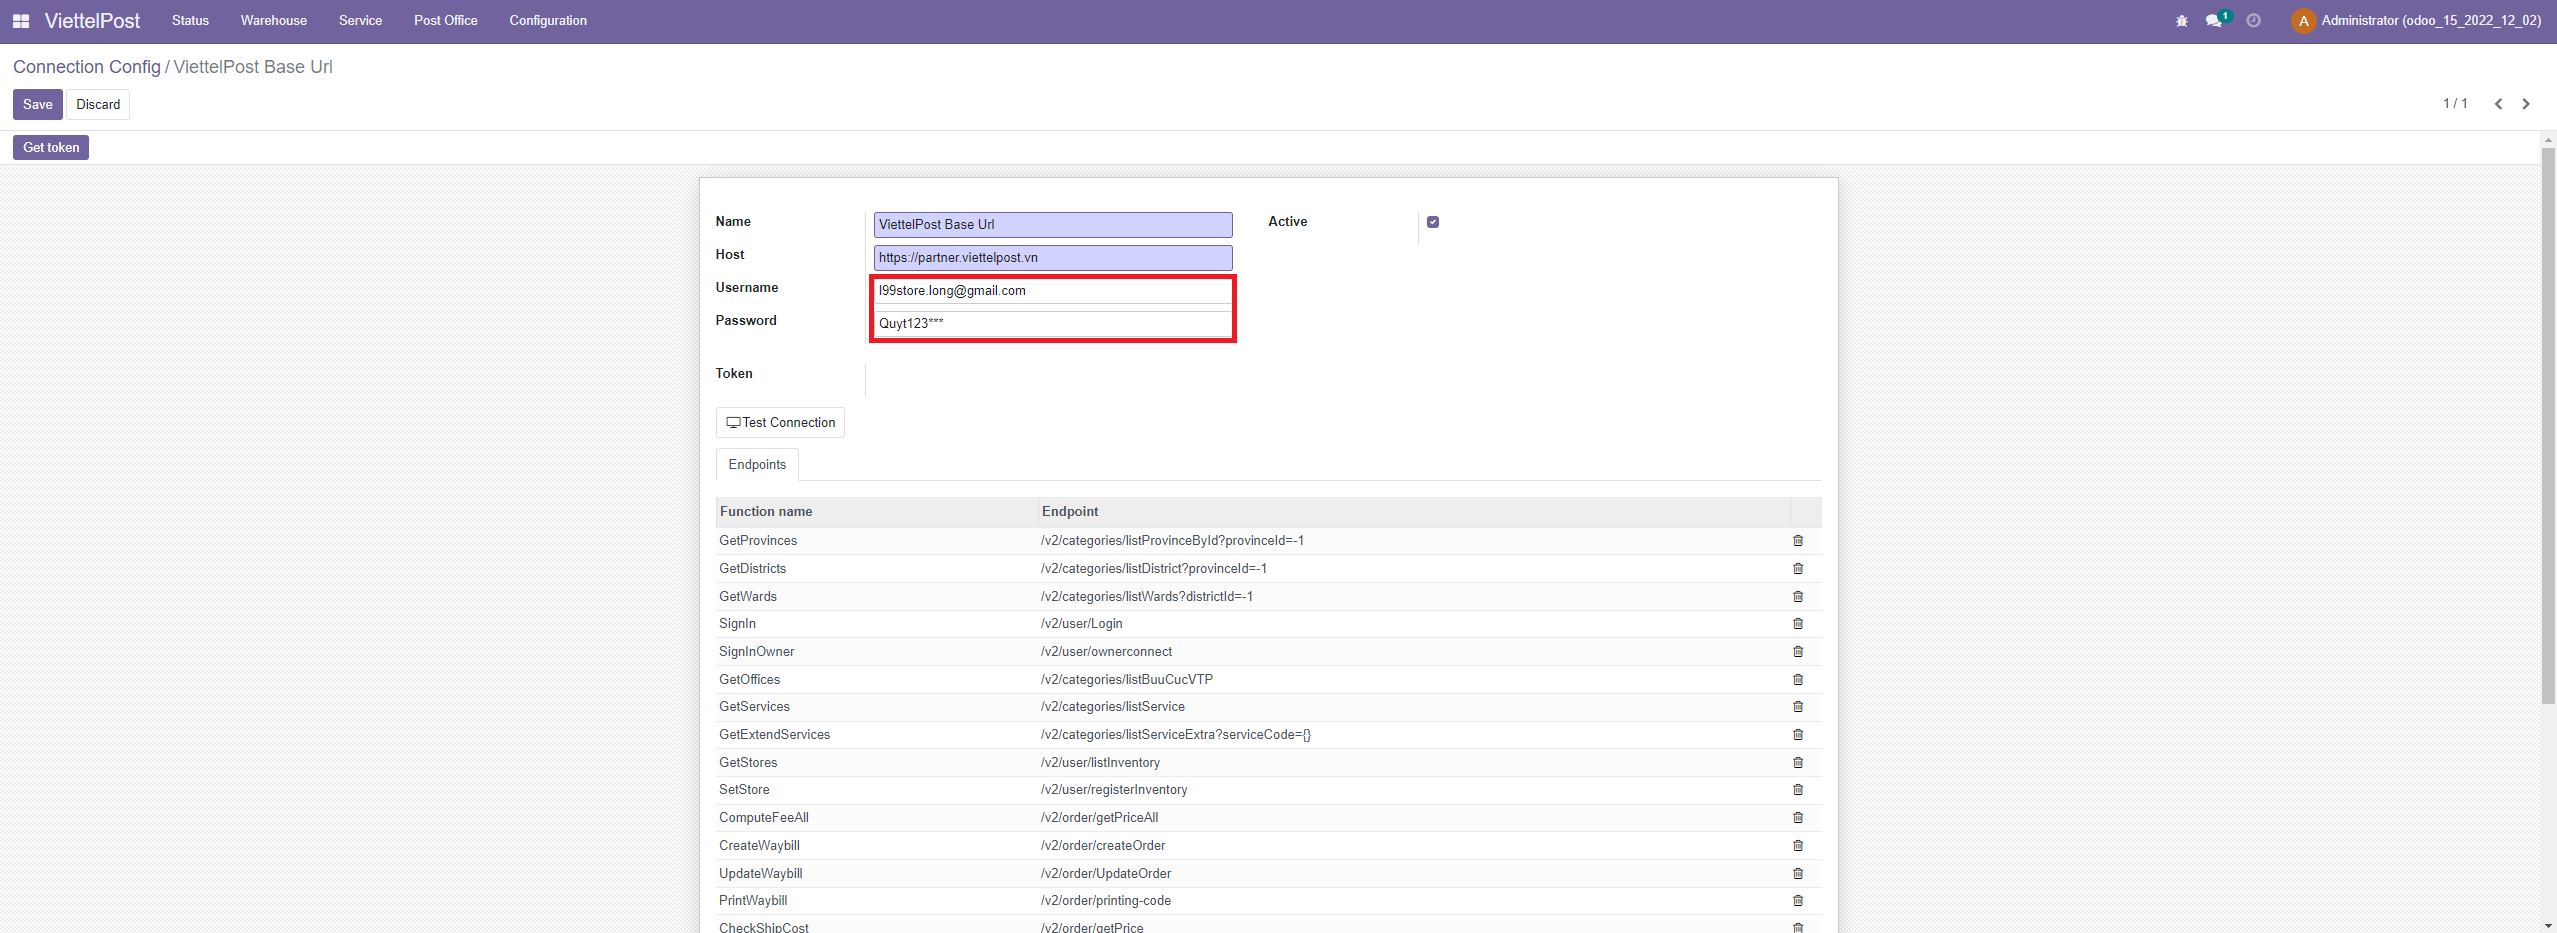 ViettelPost Status Warehouse Service Post Office Configuration 1 A Administrator (odoo_15_2022_12_02)
Connection Config / ViettelPost Base Url
Save Discard 1 / 1
Get token
Name ViettelPost Base Url Active
Host https://partner.viettelpost.vn
Username l99store.long@gmail.com
Password Quyt123***
Token
Test Connection
Endpoints
Function name Endpoint
GetProvinces /v2/categories/listProvinceById?provinceId=-1
GetDistricts /v2/categories/listDistrict?provinceId=-1
GetWards /v2/categories/listWards?districtId=-1
SignIn /v2/user/Login
SignInOwner /v2/user/ownerconnect
GetOffices /v2/categories/listBuuCucVTP
GetServices /v2/categories/listService
GetExtendServices /v2/categories/listServiceExtra?serviceCode={}
GetStores /v2/user/listInventory
SetStore /v2/user/registerInventory
ComputeFeeAll /v2/order/getPriceAll
CreateWaybill /v2/order/createOrder
UpdateWaybill /v2/order/UpdateOrder
PrintWaybill /v2/order/printing-code
CheckShipCost /v2/order/getPrice